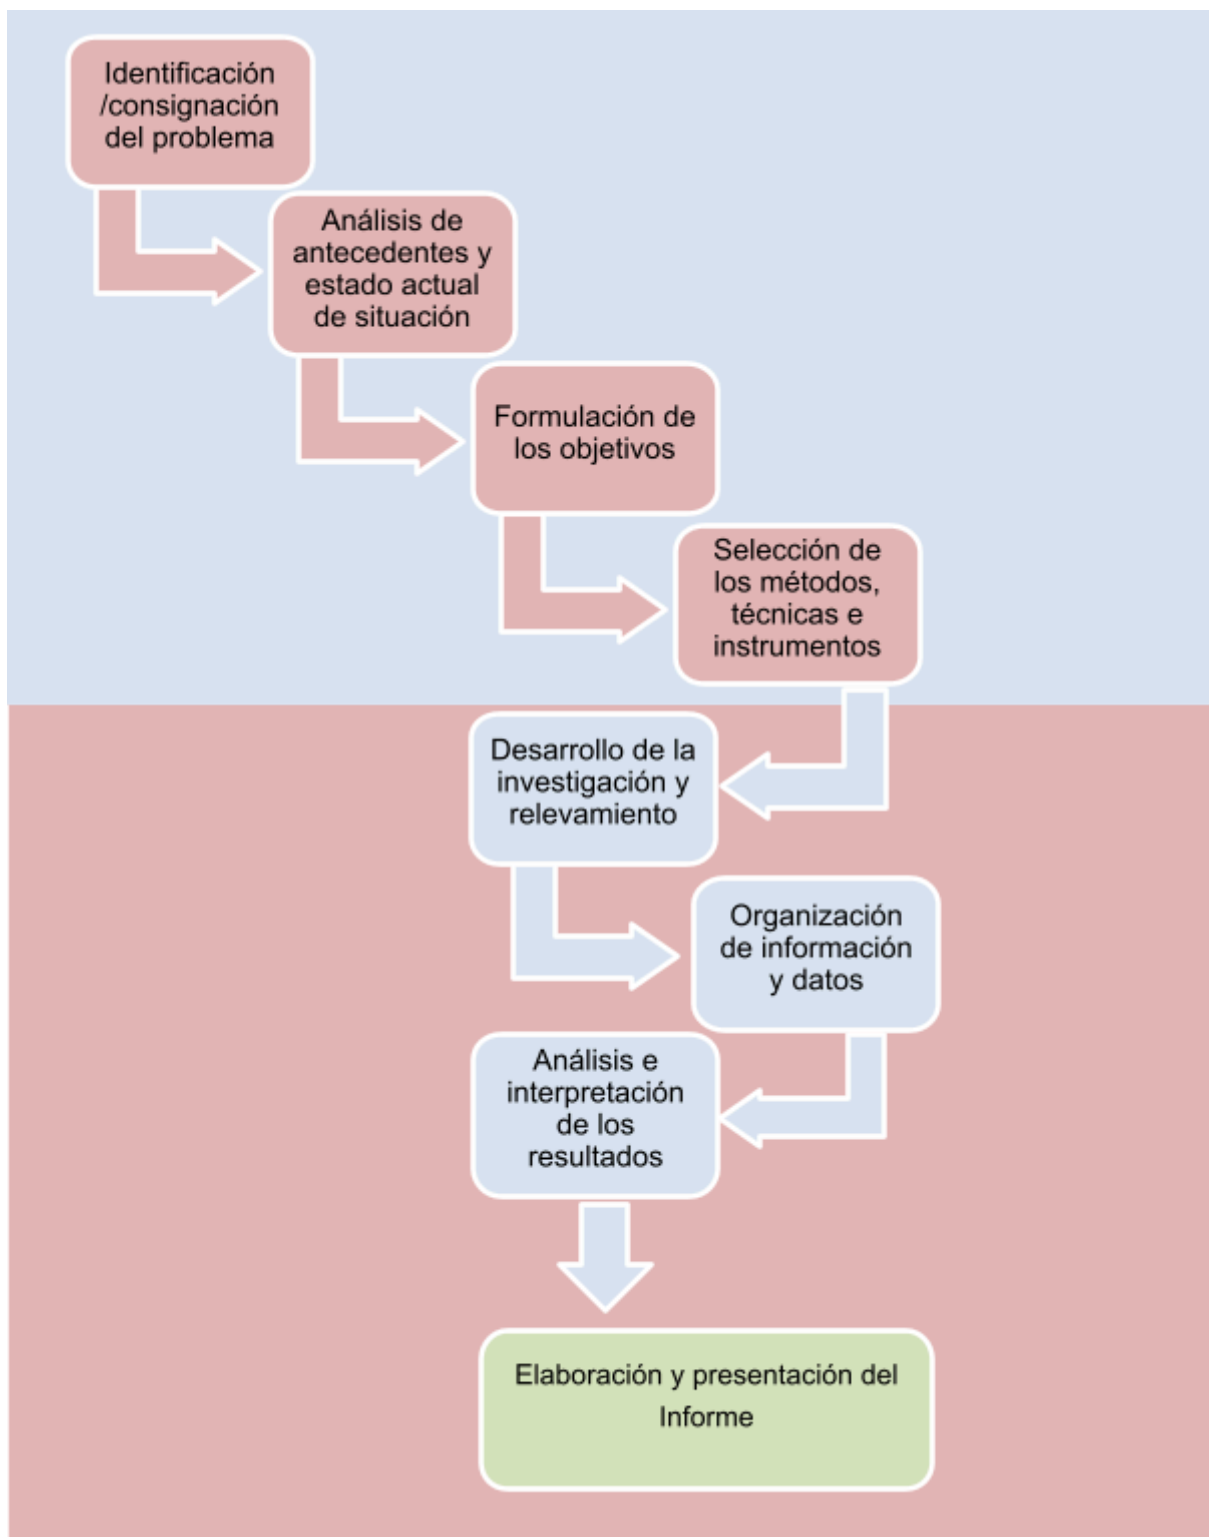 Identificación
/consignación
del problema
Análisis de
antecedentes y
estado actual
de situación
Formulación de
los objetivos
Selección de
los métodos,
técnicas e
instrumentos
Desarrollo de la
investigación y
relevamiento
Organización
de información
y datos
Análisis e
interpretación
de los
resultados
Elaboración y presentación del
Informe